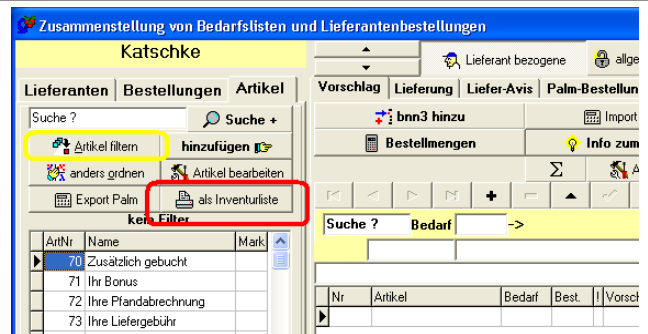 Zusammenstellung von Bedarfslisten und Lieferantenbestellungen
Katschke
Lieferant bezogene
allge
Lieferanten Bestellungen Artikel
Vorschlag Lieferung Liefer-Avis Palm-Bestellun
Suche ? Suche +
bnn3 hinzu Import
Artikel filtern hinzufügen
Bestellmengen Info zum
anders ordnen Artikel bearbeiten
Σ A
Export Palm als Inventurliste
kein Filter
Suche ? Bedarf ->
ArtNr Name Mark
70 Zusätzlich gebucht
71 Ihr Bonus
72 Ihre Pfandabrechnung
73 Ihre Liefergebühr
Nr Artikel Bedarf Best. ! Vorsch